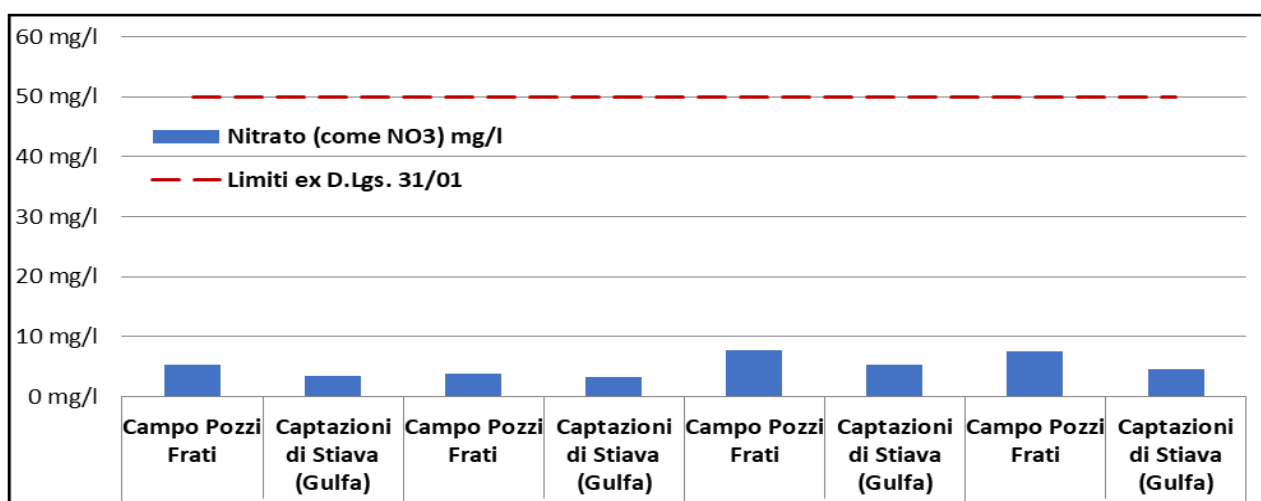 60 mg/l
50 mg/l
Nitrato (come NO3) mg/l
40 mg/l
Limiti ex D.Lgs. 31/01
30 mg/l
20 mg/l
10 mg/l
0 mg/l
Campo Pozzi
Frati
Captazioni
di Stiava
(Gulfa)
Campo Pozzi
Frati
Captazioni
di Stiava
(Gulfa)
Campo Pozzi
Frati
Captazioni
di Stiava
(Gulfa)
Campo Pozzi
Frati
Captazioni
di Stiava
(Gulfa)